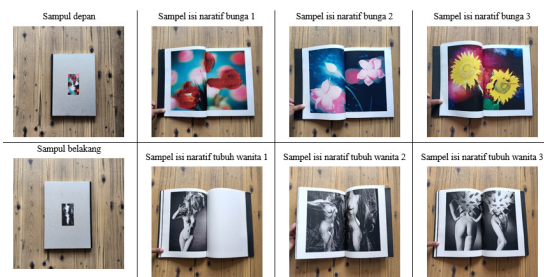 Sampul depan
Sampel isi naratif bunga 1
Sampel isi naratif bunga 2
Sampel isi naratif bunga 3
Sampul belakang
Sampel isi naratif tubuh wanita 1
Sampel isi naratif tubuh wanita 2
Sampel isi naratif tubuh wanita 3